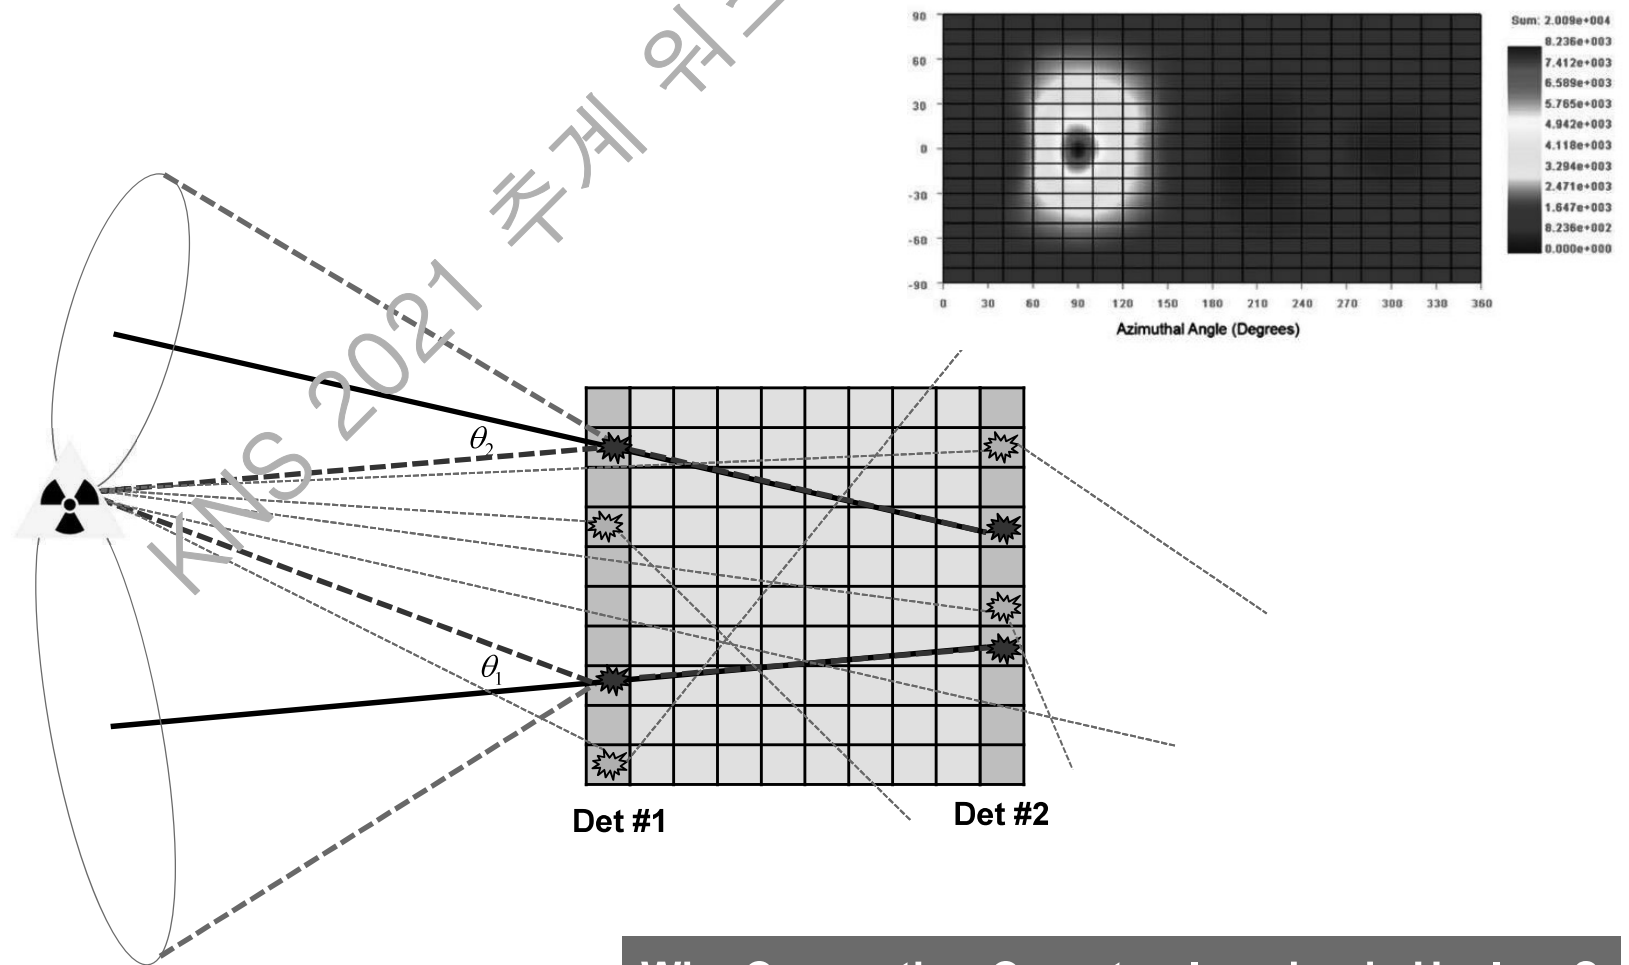 Sum: 2.009e+004
90
60
30
0
-30
-60
-90
8.236e+003
7.412e+003
6.589e+003
5.765e+003
4.942e+003
4.118e+003
3.294e+003
2.471e+003
1.647e+003
8.236e+002
0.000e+000
0 30 60 90 120 150 180 210 240 270 300 330 360
Azimuthal Angle (Degrees)
KNS 2021 추계
θ2
θ1
Det #1
Det #2